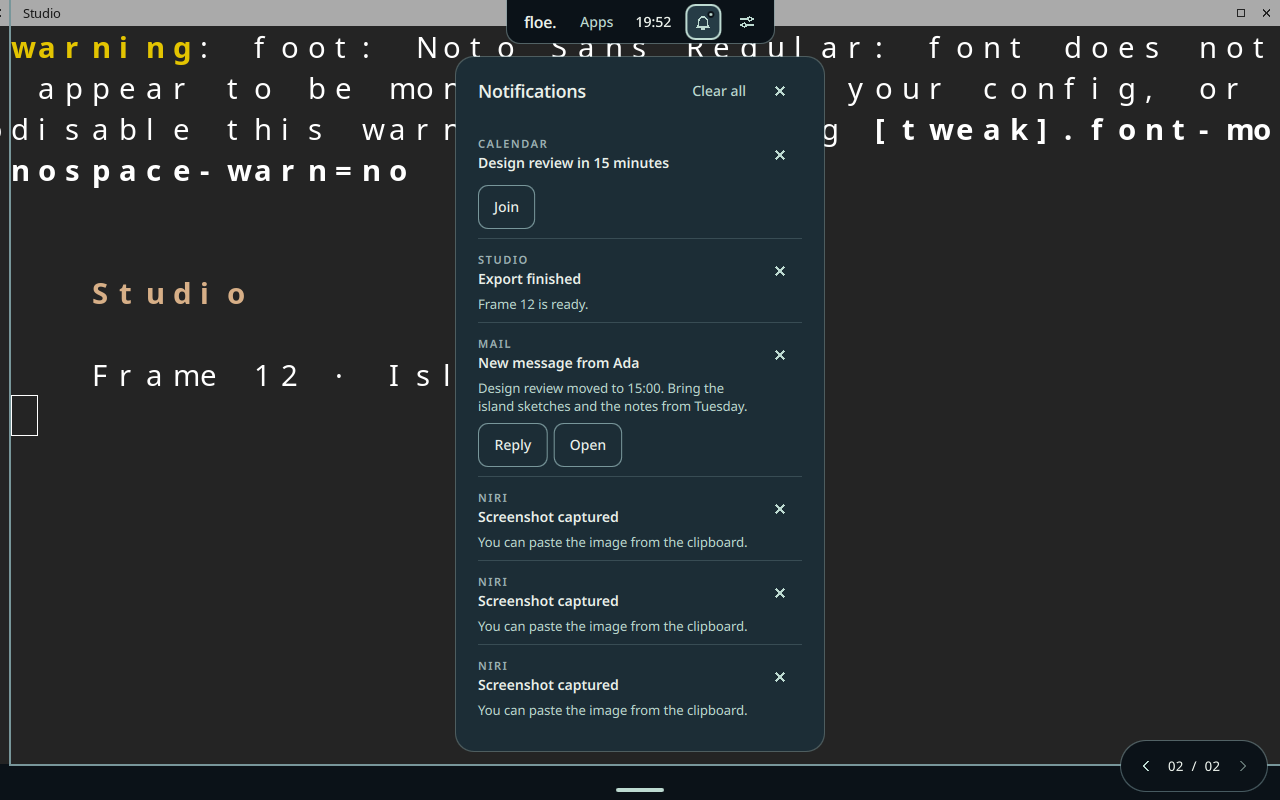 Studio
floe. Apps 19:52
warning: foot: Noto Sans Regular: font does not
appear to be mon your config, or
disable this warn g [tweak].font-mo
nospace-warn=no
Studio
Frame 12 · Isl
Notifications Clear all
CALENDAR
Design review in 15 minutes
Join
STUDIO
Export finished
Frame 12 is ready.
MAIL
New message from Ada
Design review moved to 15:00. Bring the
island sketches and the notes from Tuesday.
Reply Open
NIRI
Screenshot captured
You can paste the image from the clipboard.
NIRI
Screenshot captured
You can paste the image from the clipboard.
NIRI
Screenshot captured
You can paste the image from the clipboard.
02 / 02